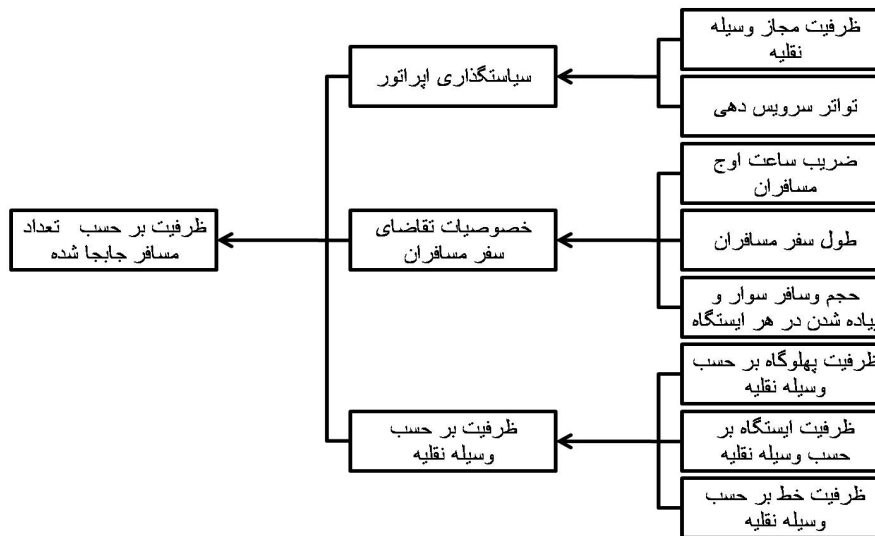 ظرفیت مجاز وسیله
نقلیه
سیاستگذاری اپراتور
تواتر سرویس دهی
ضریب ساعت اوج
مسافران
ظرفیت بر حسب تعداد
مسافر جابجا شده
خصوصیات تقاضای
سفر مسافران
طول سفر مسافران
حجم وسافر سوار و
پیاده شدن در هر ایستگاه
ظرفیت پهلوگاه بر حسب
وسیله نقلیه
ظرفیت بر حسب
وسیله نقلیه
ظرفیت ایستگاه بر
حسب وسیله نقلیه
ظرفیت خط بر حسب
وسیله نقلیه